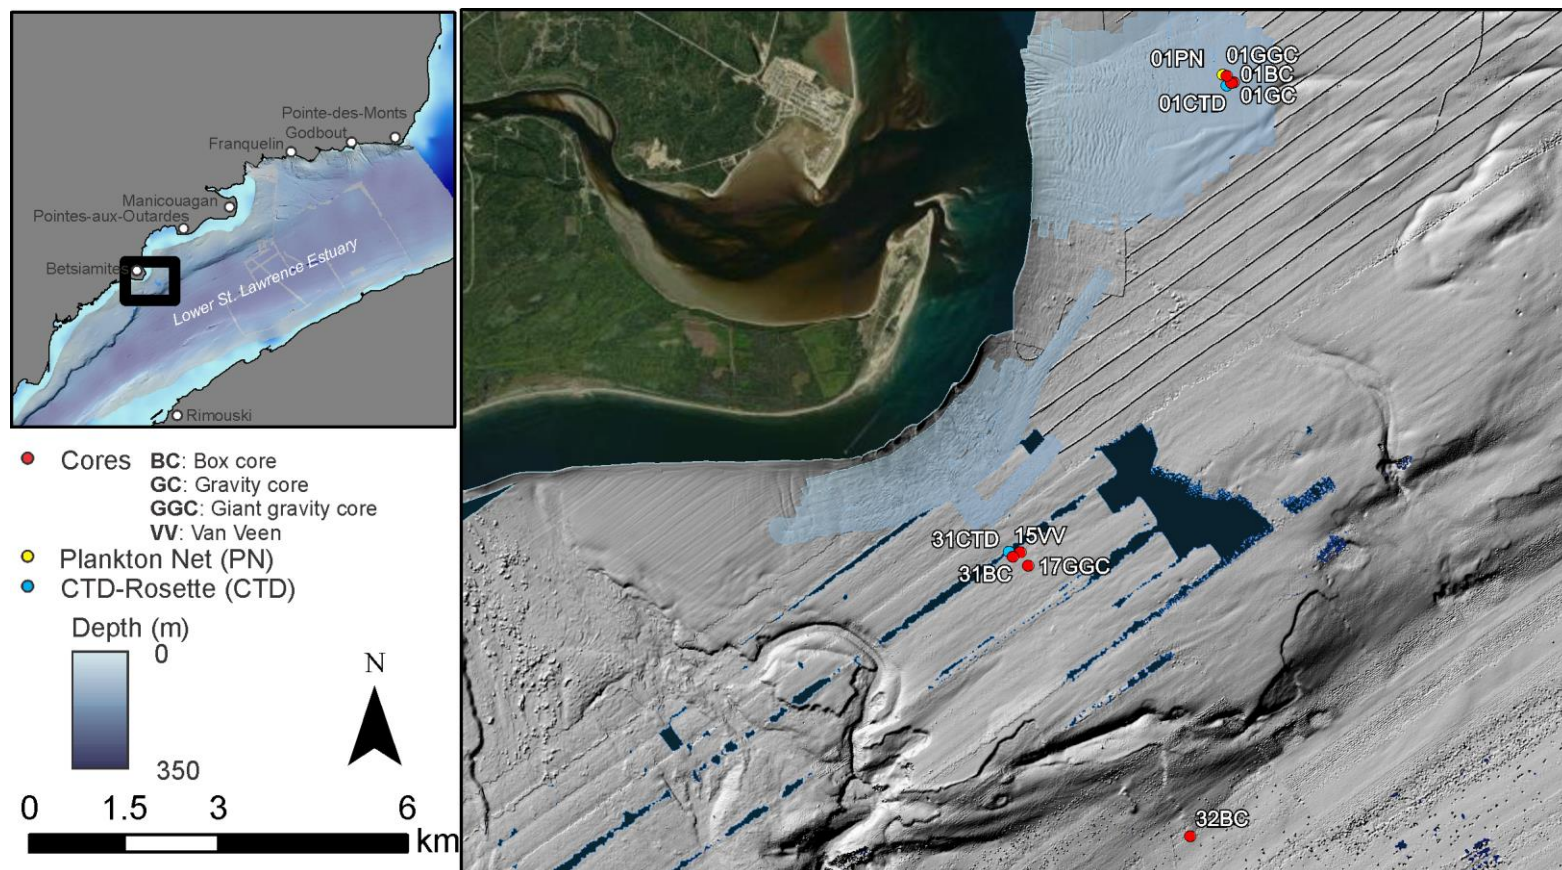 Pointe-des-Monts
Godbout
Franquelin
Manicouagan
Pointes-aux-Outardes
Betsiamites
Lower St. Lawrence Estuary
Rimouski
Cores
BC: Box core
GC: Gravity core
GGC: Giant gravity core
VV: Van Veen
Plankton Net (PN)
CTD-Rosette (CTD)
Depth (m)
0
350
N
0 1.5 3 6
km
01PN 01GGC
01BC
01CTD 01GC
31CTD 15VV
31BC 17GGC
32BC